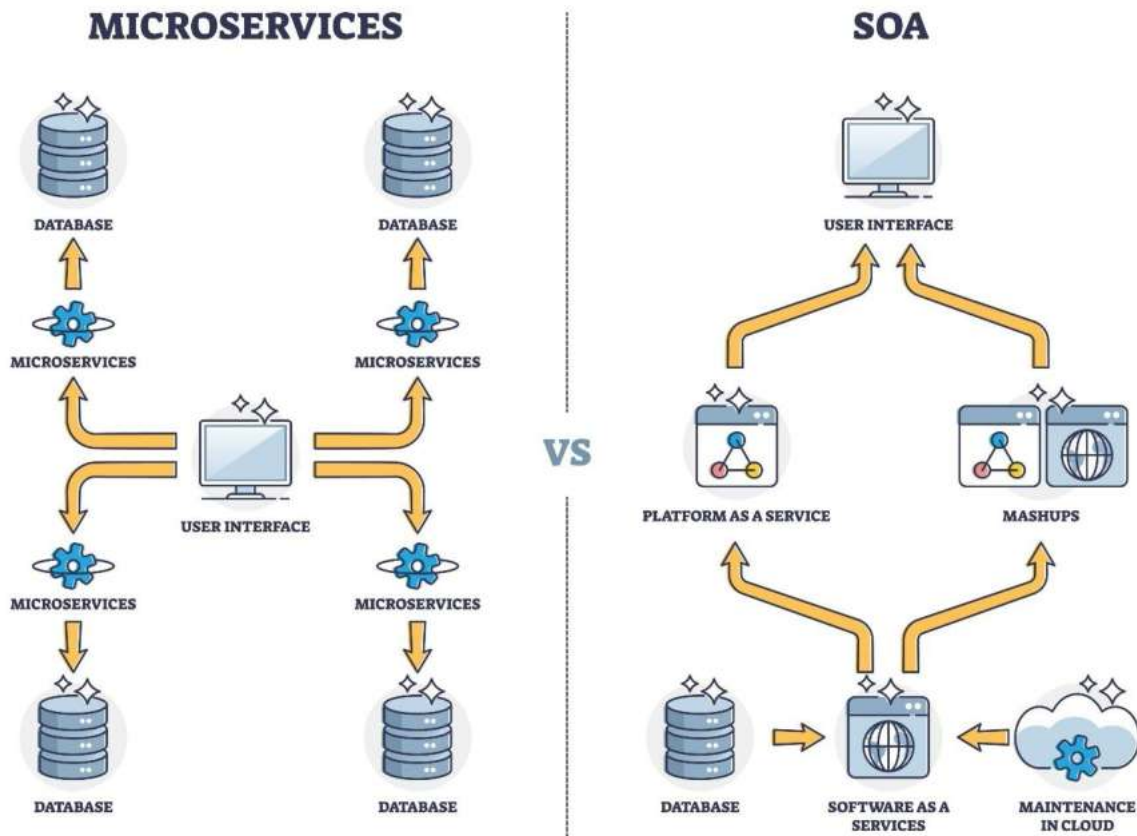 MICROSERVICES
DATABASE
DATABASE
MICROSERVICES
MICROSERVICES
USER INTERFACE
MICROSERVICES
MICROSERVICES
DATABASE
DATABASE
VS
SOA
USER INTERFACE
PLATFORM AS A SERVICE
MASHUPS
DATABASE
SOFTWARE AS A
SERVICES
MAINTENANCE
IN CLOUD